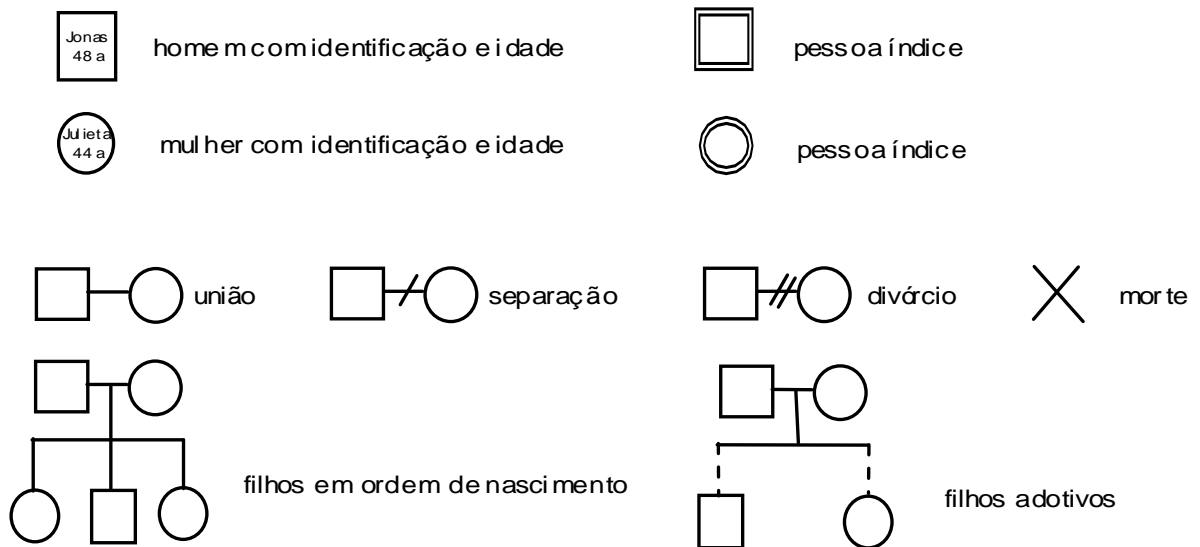 Jonas
48 a
homem com identificação e idade
pessoa índice
Julieta
44 a
mulher com identificação e idade
pessoa índice
união
separação
divórcio
morte
filhos em ordem de nascimento
filhos adotivos